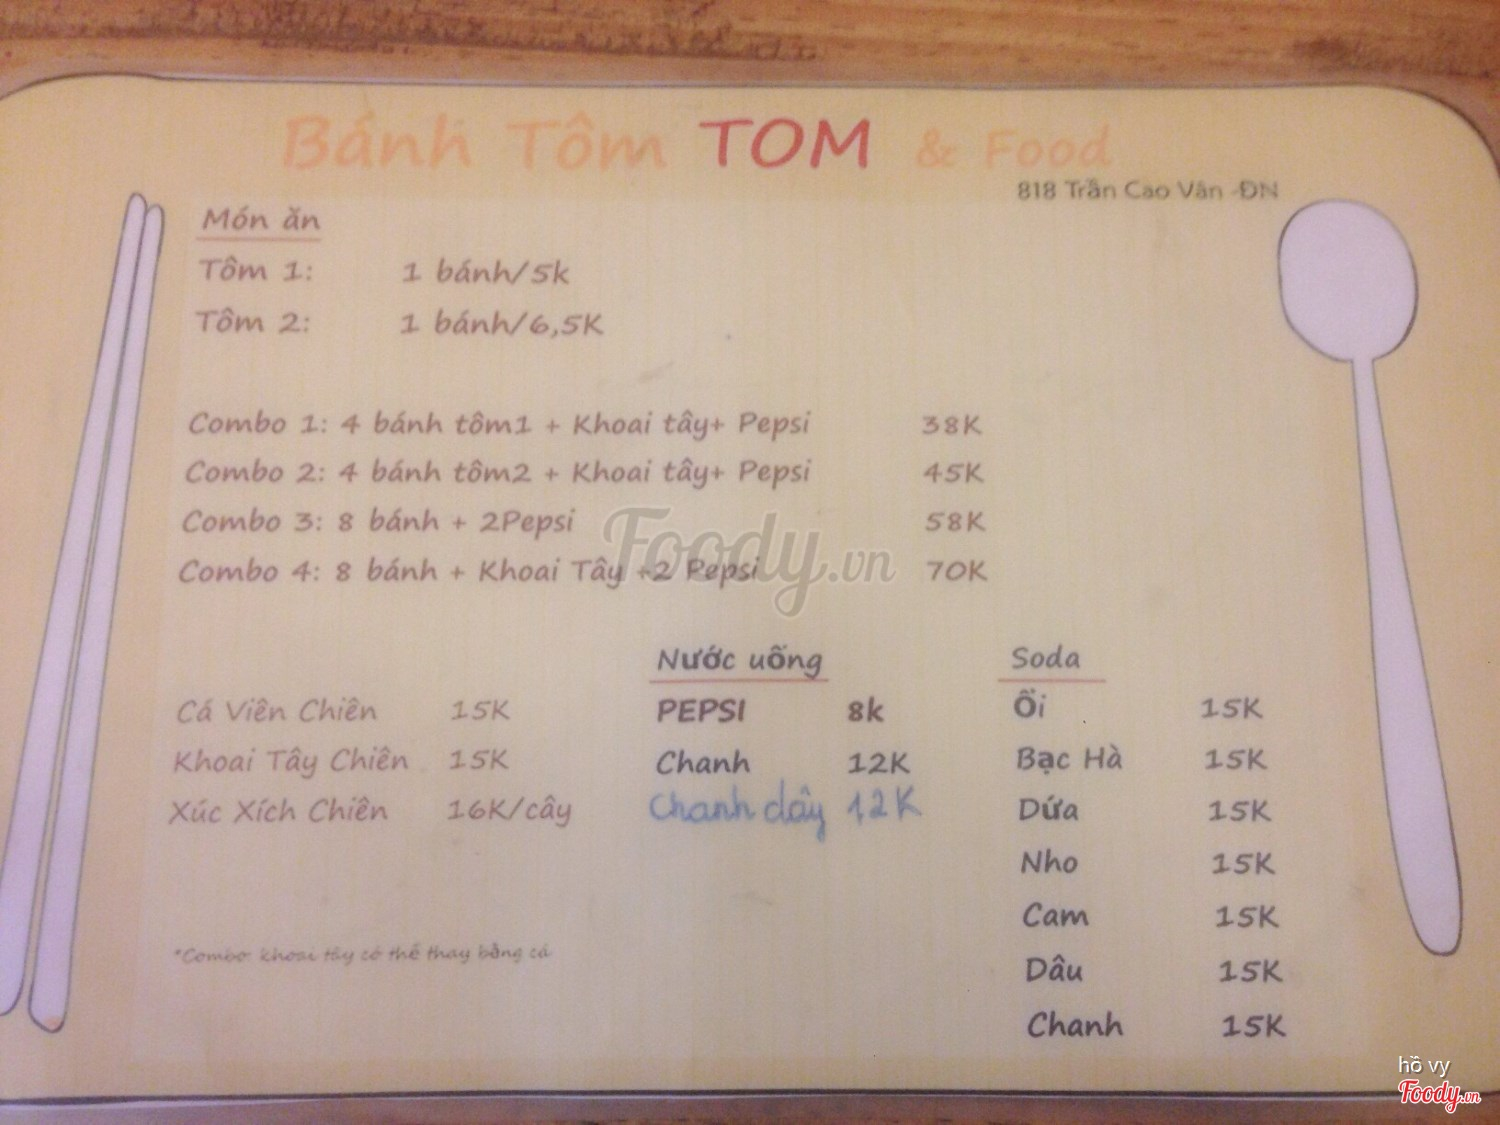 Bánh Tôm TOM & Food
818 Trần Cao Vân -ĐN
Món ăn
Tôm 1: 1 bánh/5k
Tôm 2: 1 bánh/6,5K
Combo 1: 4 bánh tôm1 + Khoai tây+ Pepsi 38K
Combo 2: 4 bánh tôm2 + Khoai tây+ Pepsi 45K
Combo 3: 8 bánh + 2Pepsi 58K
Combo 4: 8 bánh + Khoai Tây +2 Pepsi 70K
Foody.vn
Cá Viên Chiên 15K
Khoai Tây Chiên 15K
Xúc Xích Chiên 16K/cây
*Combo: khoai tây có thể thay bằng cá
Nước uống
PEPSI 8k
Chanh 12K
Chanh dây 12K
Soda
Ổi 15K
Bạc Hà 15K
Dứa 15K
Nho 15K
Cam 15K
Dâu 15K
Chanh 15K
hồ vy
Foody.vn